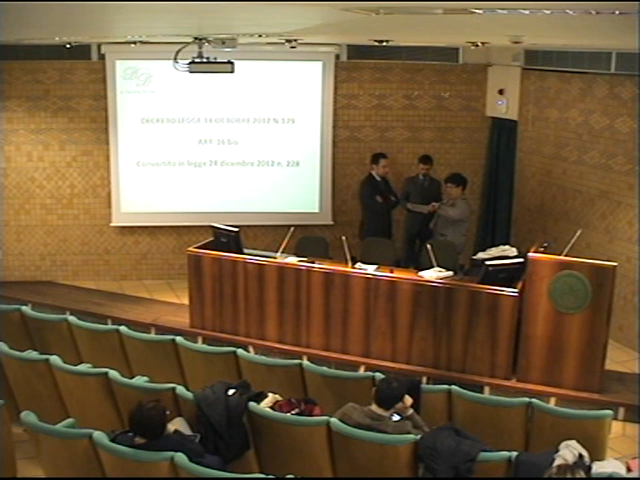 DECRETO LEGGE 18 OTTOBRE 2012 N 179
ART. 16 bis
Convertito in legge 24 dicembre 2012 n. 228